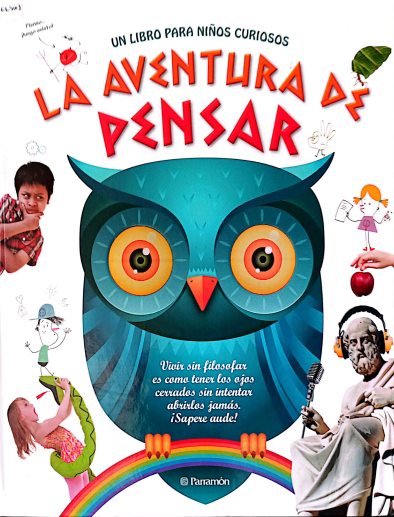 UN LIBRO PARA NIÑOS CURIOSOS
LA AVENTURA DE
PENSAR
Vivir sin filosofar
es como tener los ojos
cerrados sin intentar
abrirlos jamás.
¡Sapere aude!
Parramón